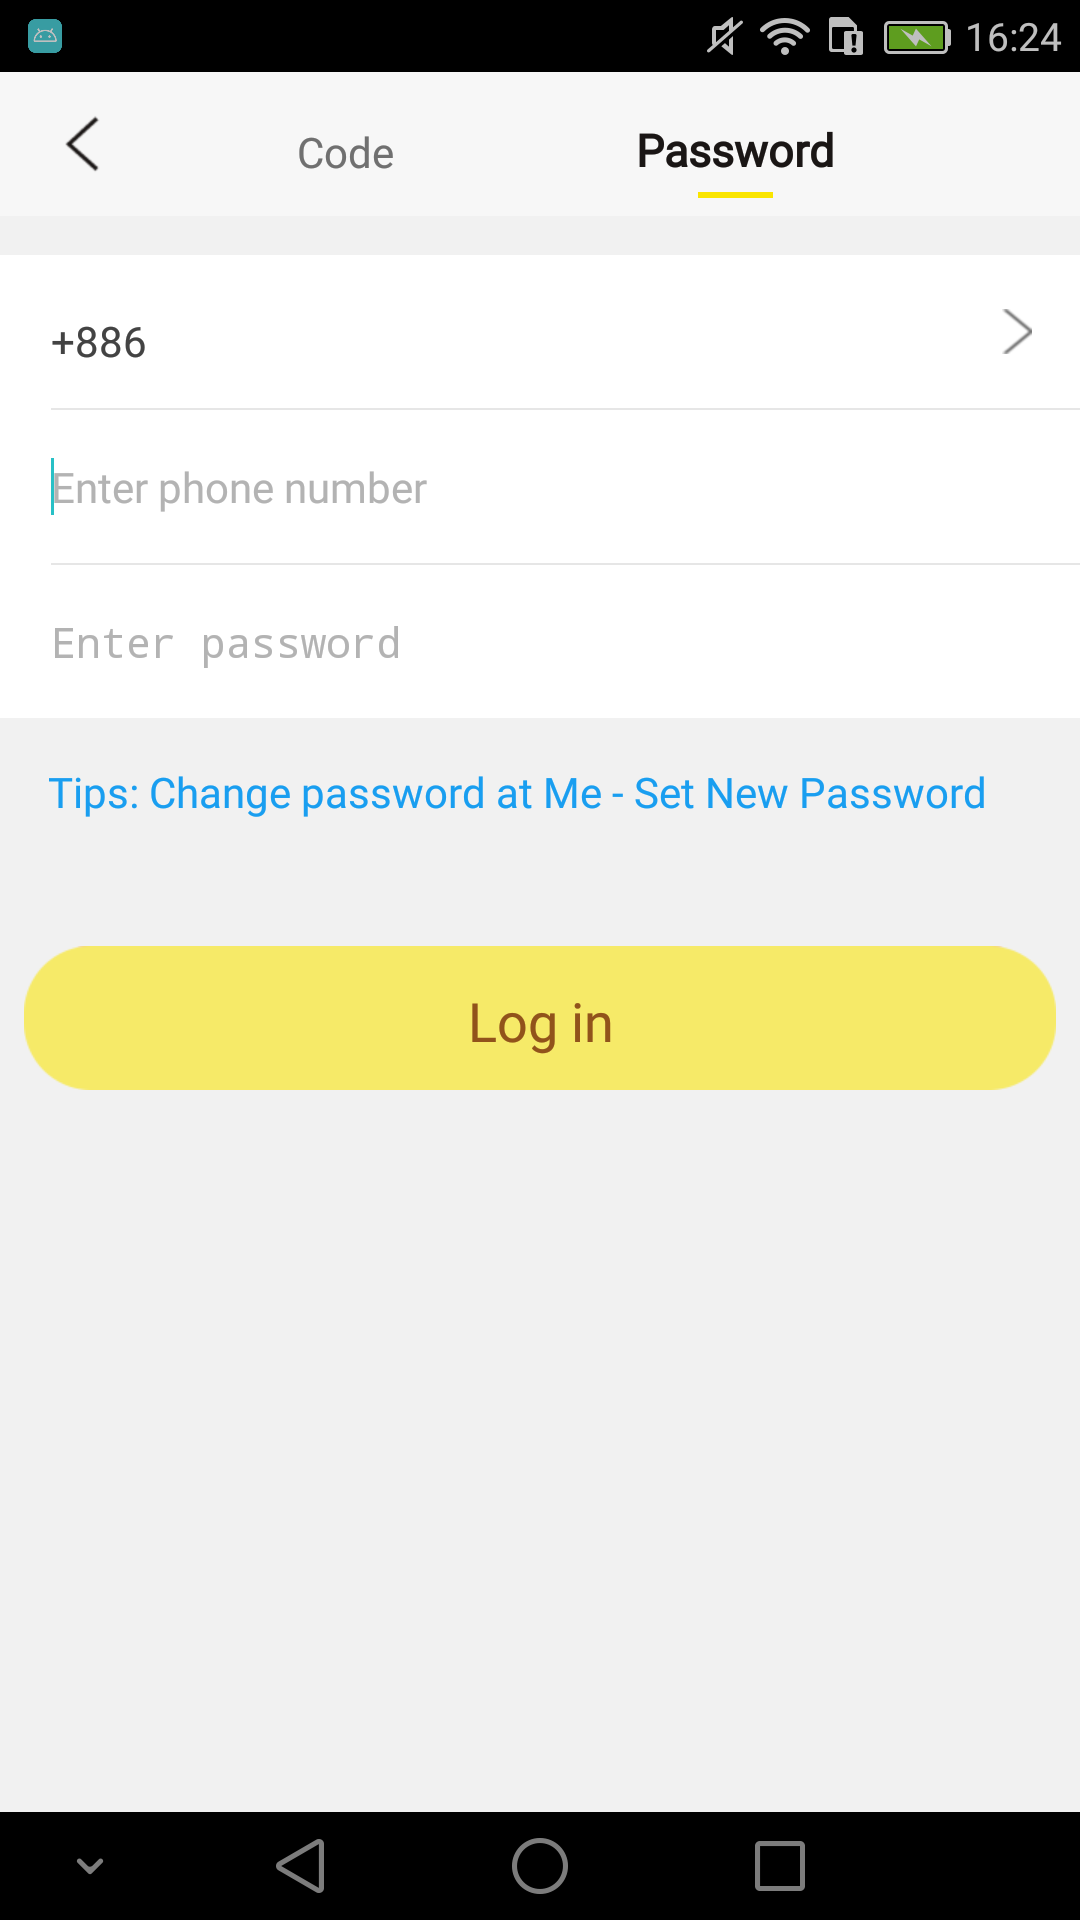 16:24
Code
Password
+886
Enter phone number
Enter password
Tips: Change password at Me - Set New Password
Log in